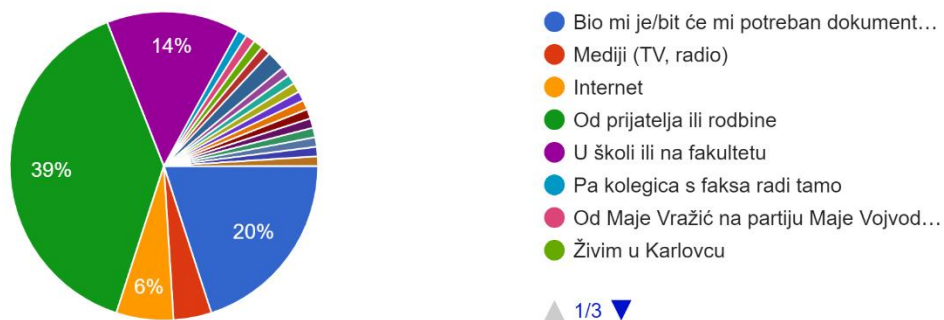 14%
39%
20%
6%
Bio mi je/bit će mi potreban dokument…
Mediji (TV, radio)
Internet
Od prijatelja ili rodbine
U školi ili na fakultetu
Pa kolegica s faksa radi tamo
Od Maje Vražić na partiju Maje Vojvod…
Živim u Karlovcu
1/3